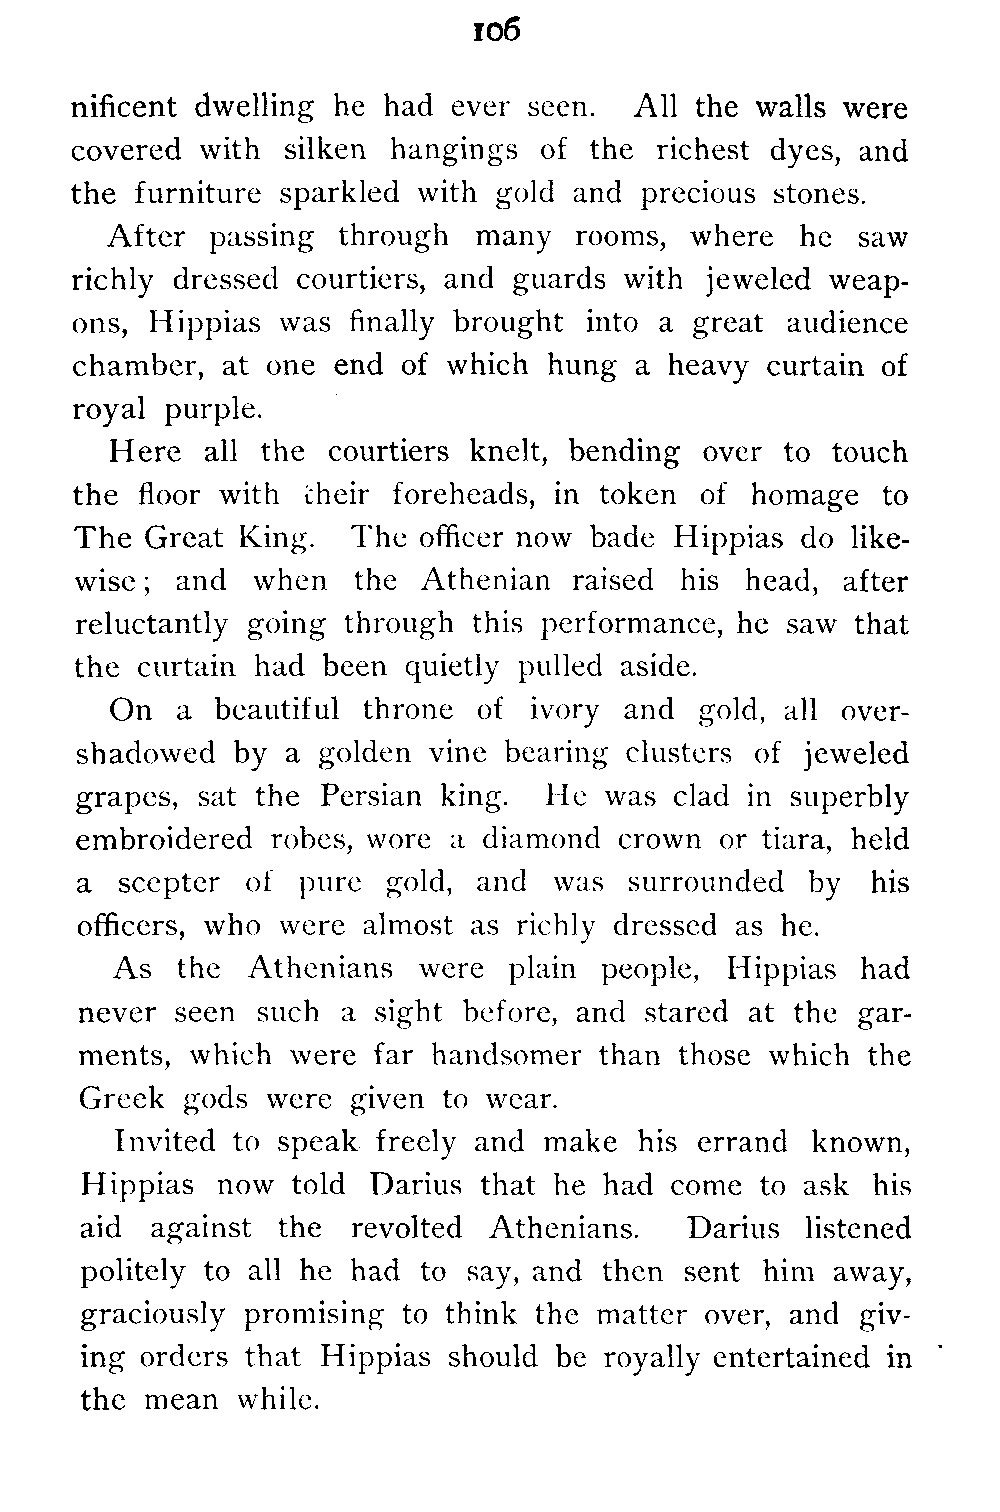 106
nificent dwelling he had ever seen. All the walls were
covered with silken hangings of the richest dyes, and
the furniture sparkled with gold and precious stones.
After passing through many rooms, where he saw
richly dressed courtiers, and guards with jeweled weap-
ons, Hippias was finally brought into a great audience
chamber, at one end of which hung a heavy curtain of
royal purple.
Here all the courtiers knelt, bending over to touch
the floor with their foreheads, in token of homage to
The Great King. The officer now bade Hippias do like-
wise; and when the Athenian raised his head, after
reluctantly going through this performance, he saw that
the curtain had been quietly pulled aside.
On a beautiful throne of ivory and gold, all over-
shadowed by a golden vine bearing clusters of jeweled
grapes, sat the Persian king. He was clad in superbly
embroidered robes, wore a diamond crown or tiara, held
a scepter of pure gold, and was surrounded by his
officers, who were almost as richly dressed as he.
As the Athenians were plain people, Hippias had
never seen such a sight before, and stared at the gar-
ments, which were far handsomer than those which the
Greek gods were given to wear.
Invited to speak freely and make his errand known,
Hippias now told Darius that he had come to ask his
aid against the revolted Athenians. Darius listened
politely to all he had to say, and then sent him away,
graciously promising to think the matter over, and giv-
ing orders that Hippias should be royally entertained in
the mean while.